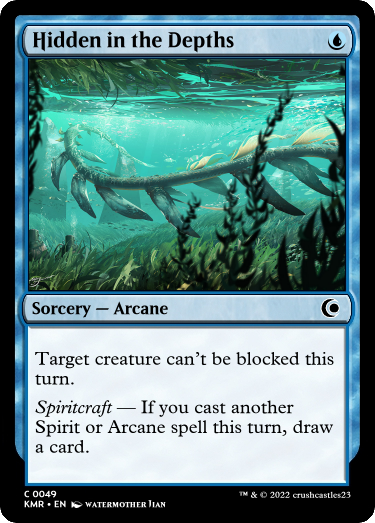 Hidden in the Depths
Sorcery — Arcane
Target creature can't be blocked this
turn.
Spiritcraft — If you cast another
Spirit or Arcane spell this turn, draw
a card.
C 0049
™ & © 2022 crushcastles23
KMR • EN WATERMOTHER JIAN